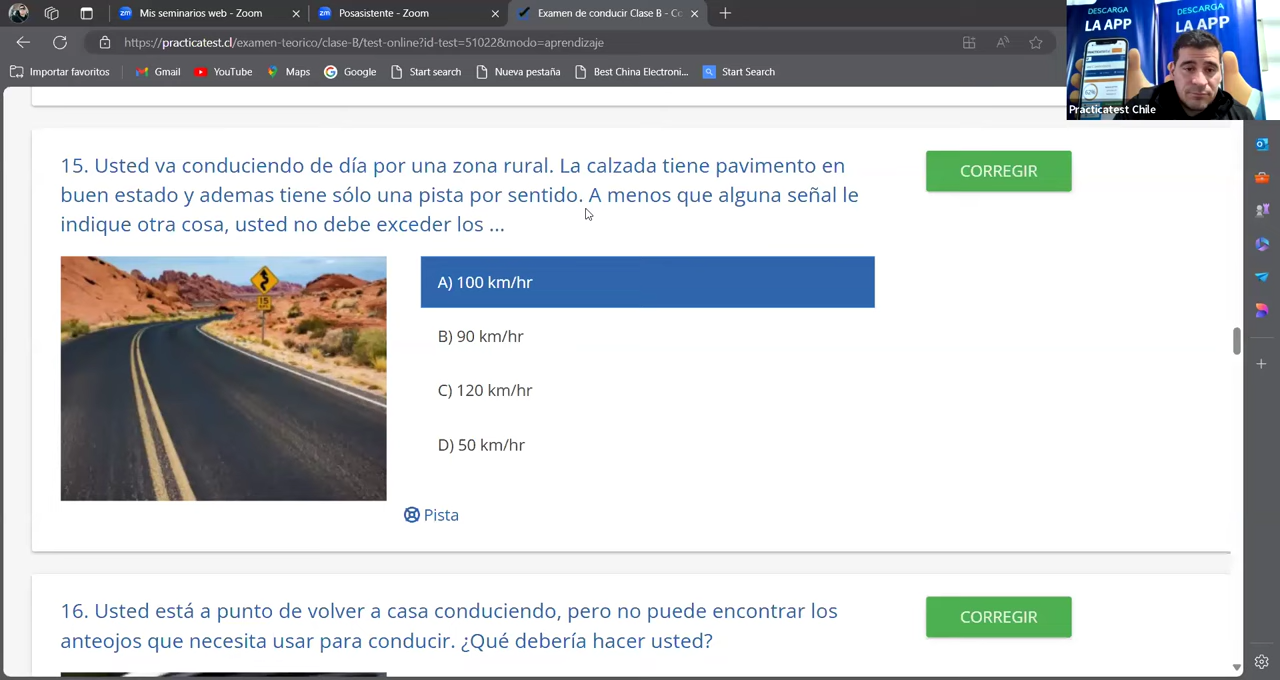 Mis seminarios web - Zoom
Posasistente - Zoom
Examen de conducir Clase B - Co
https://practicatest.cl/examen-teorico/clase-B/test-online?id-test=51022&modo=aprendizaje
Importar favoritos
Gmail
YouTube
Maps
Google
Start search
Nueva pestaña
Best China Electroni...
Start Search
DESCARGA
LA APP
DESCARGA
LA APP
Practicatest Chile
15. Usted va conduciendo de día por una zona rural. La calzada tiene pavimento en
buen estado y ademas tiene sólo una pista por sentido. A menos que alguna señal le
indique otra cosa, usted no debe exceder los ...
CORREGIR
15
A) 100 km/hr
B) 90 km/hr
C) 120 km/hr
D) 50 km/hr
Pista
16. Usted está a punto de volver a casa conduciendo, pero no puede encontrar los
anteojos que necesita usar para conducir. ¿Qué debería hacer usted?
CORREGIR